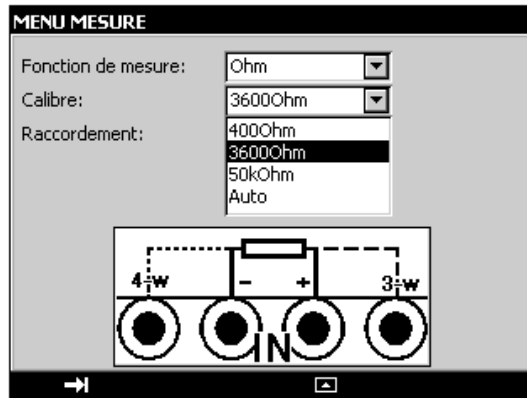 MENU MESURE
Fonction de mesure: Ohm
Calibre: 3600Ohm
Raccordement:
400Ohm
3600Ohm
50kOhm
Auto
4-w - + 3-w
IN